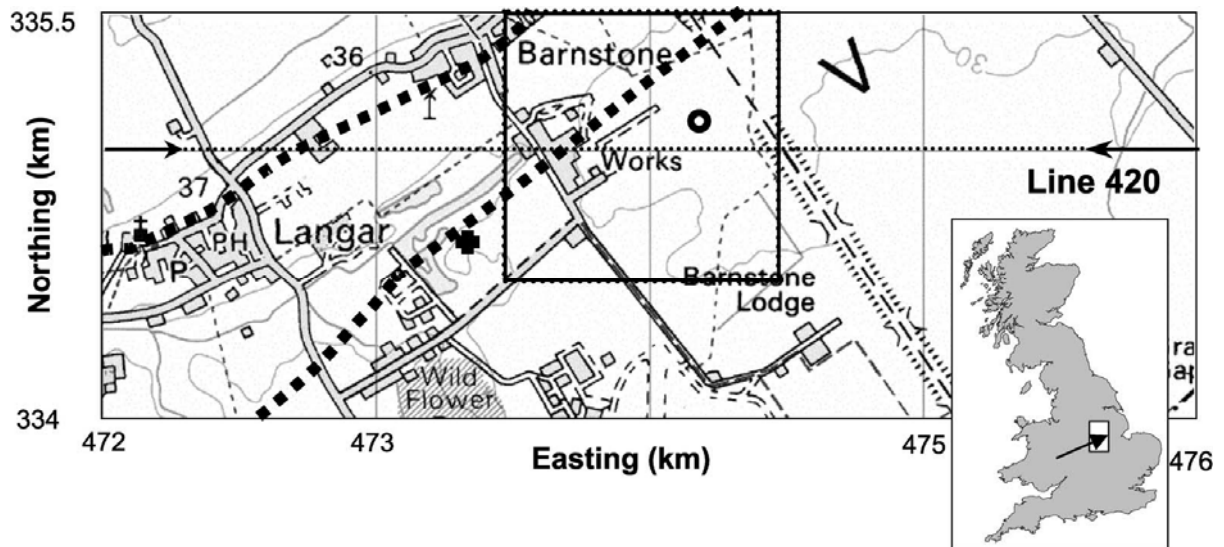 335.5
36
Barnstone
V
30
Works
Line 420
37
Langar
PH
P
Northing (km)
Barnstone
Lodge
Wild
Flower
334
472
473
475
476
Easting (km)